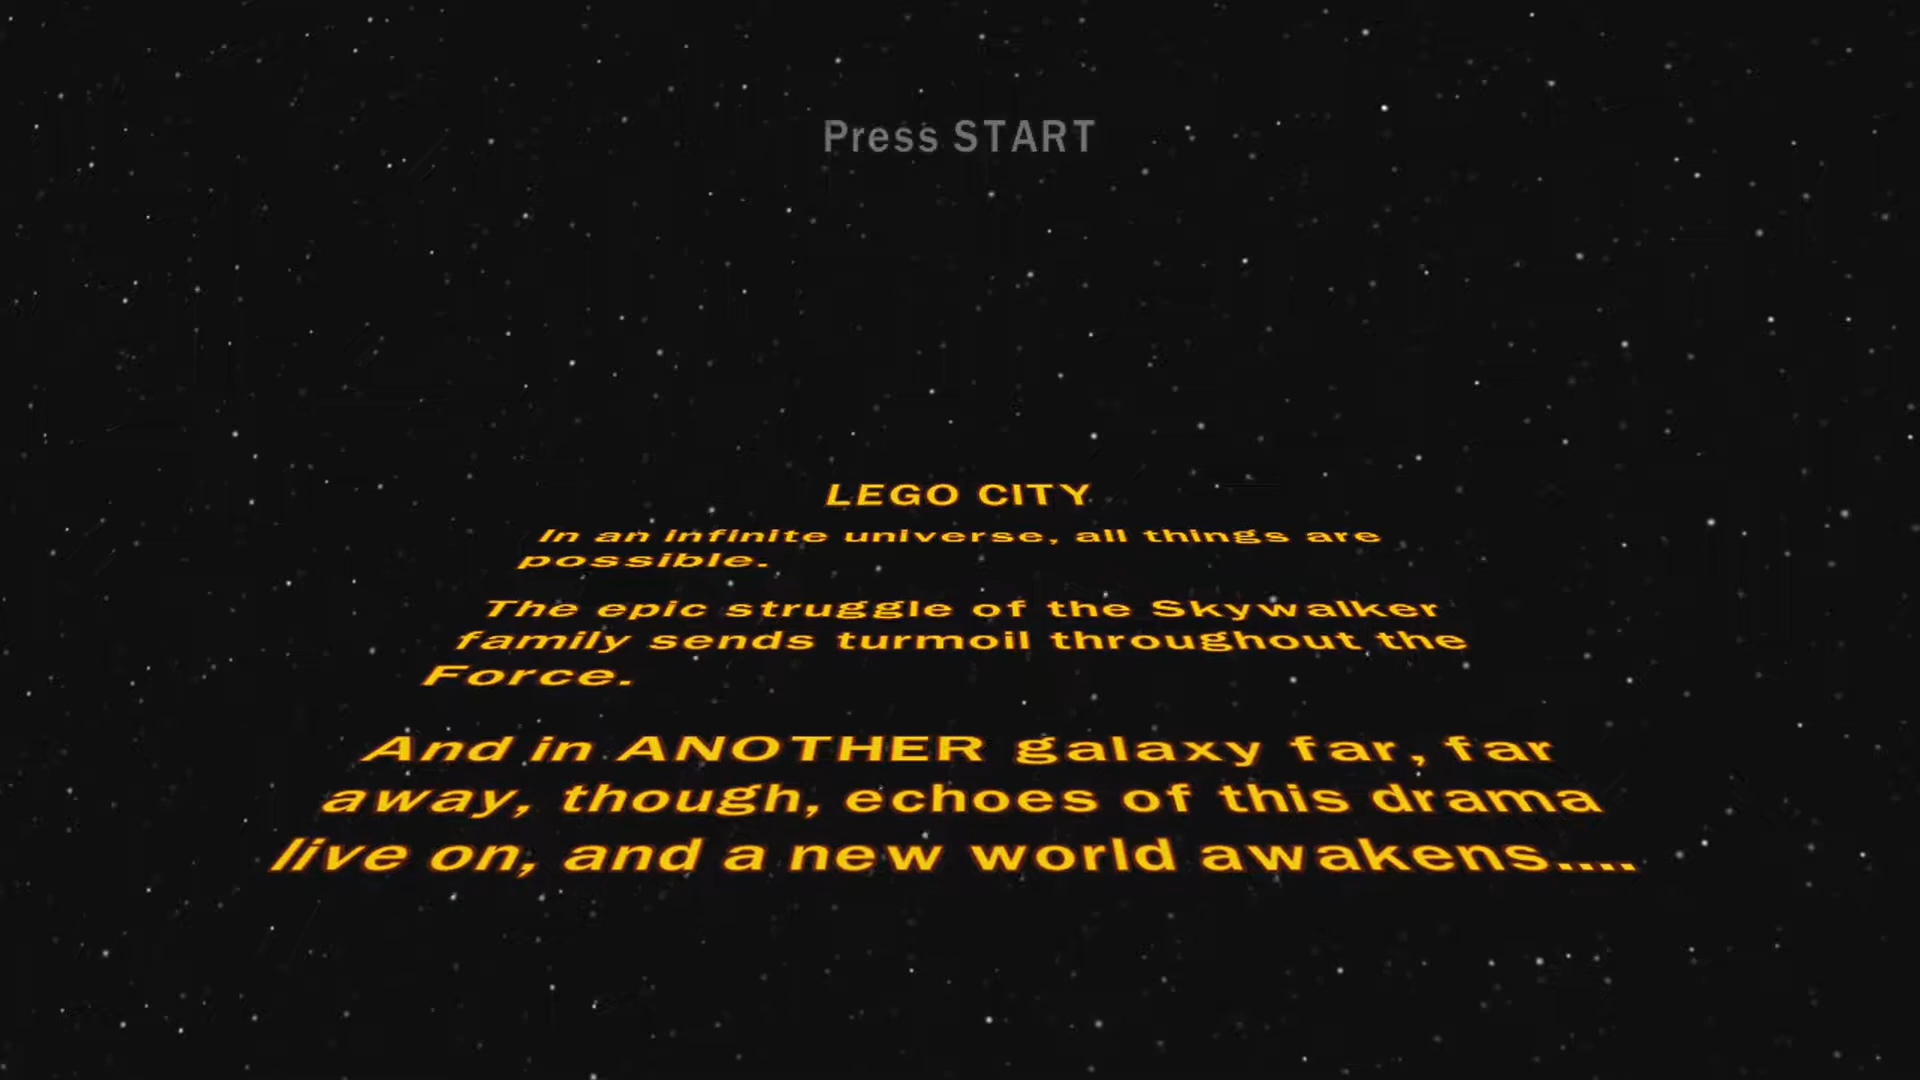 Press START
LEGO CITY
In an infinite universe, all things are
possible.
The epic struggle of the Skywalker
family sends turmoil throughout the
Force.
And in ANOTHER galaxy far, far
away, though, echoes of this drama
live on, and a new world awakens....